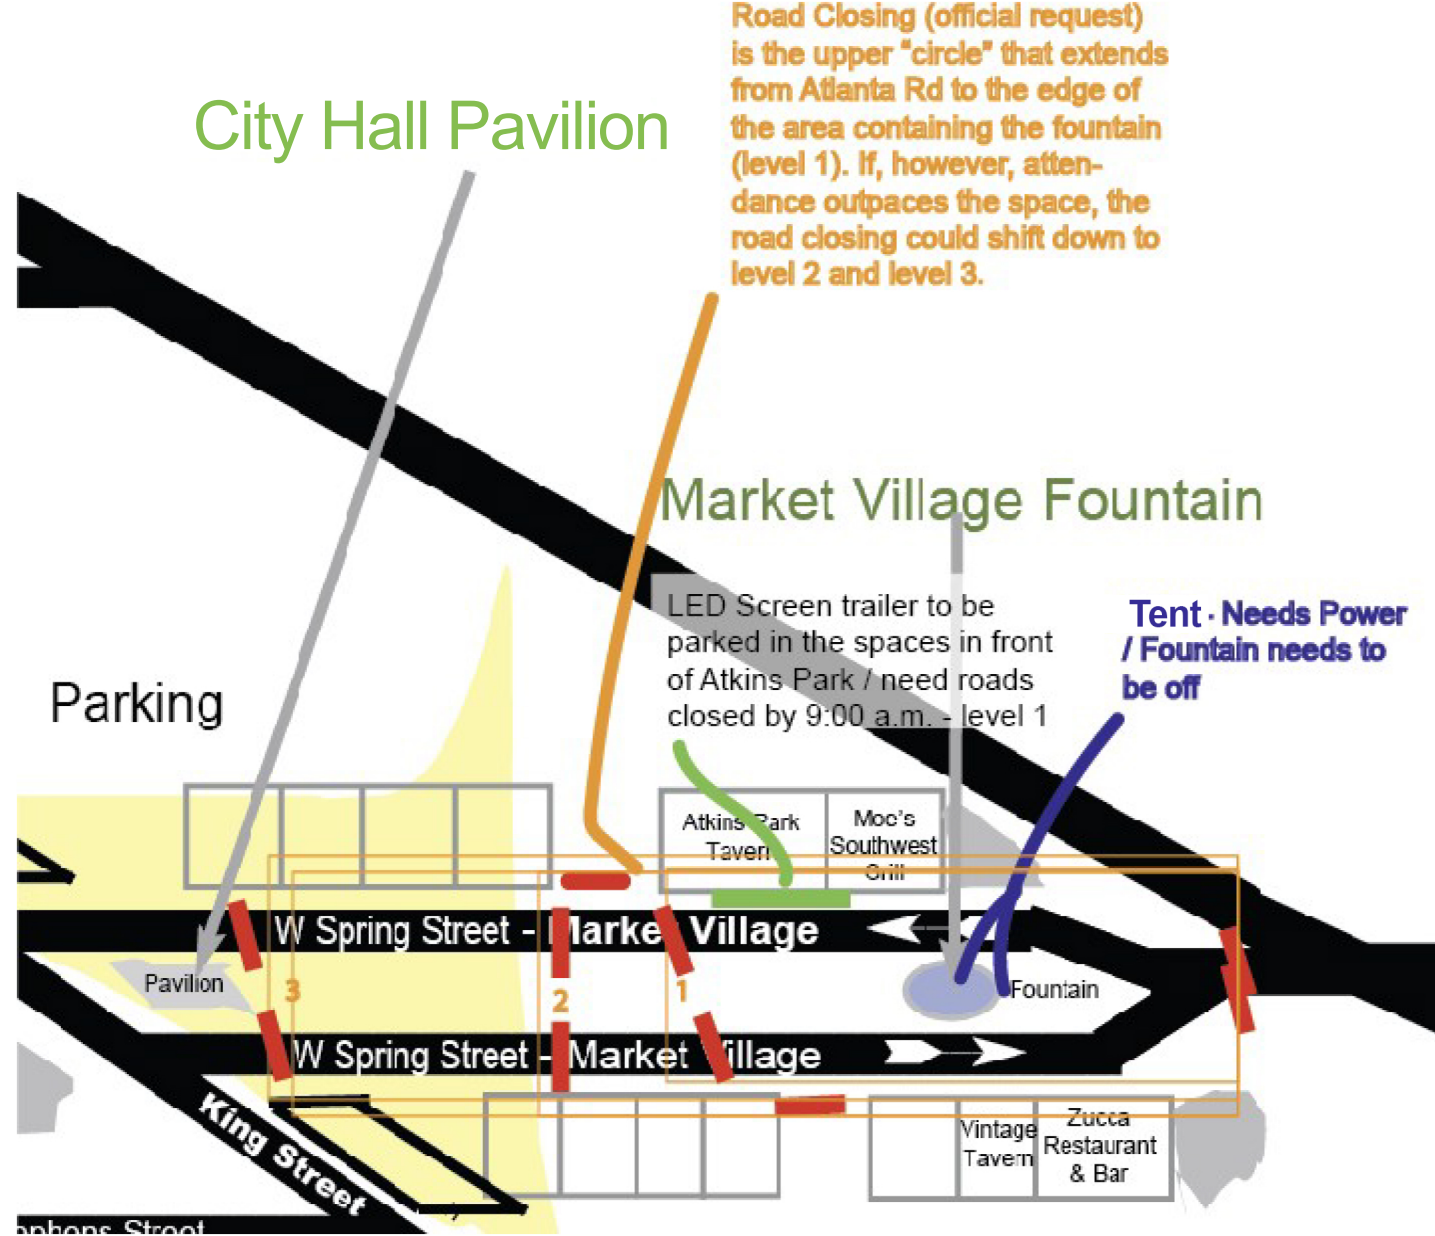 Road Closing (official request)
is the upper “circle” that extends
from Atlanta Rd to the edge of
the area containing the fountain
(level 1). If, however, atten-
dance outpaces the space, the
road closing could shift down to
level 2 and level 3.
City Hall Pavilion
Market Village Fountain
LED Screen trailer to be
parked in the spaces in front
of Atkins Park / need roads
closed by 9:00 a.m. - level 1
Tent · Needs Power
/ Fountain needs to
be off
Parking
Atkins Park
Tavern
Moe's
Southwest
Grill
W Spring Street - Market Village
Pavilion
3
2
1
Fountain
W Spring Street - Market Village
King Street
Vintage
Tavern
Zucca
Restaurant
& Bar